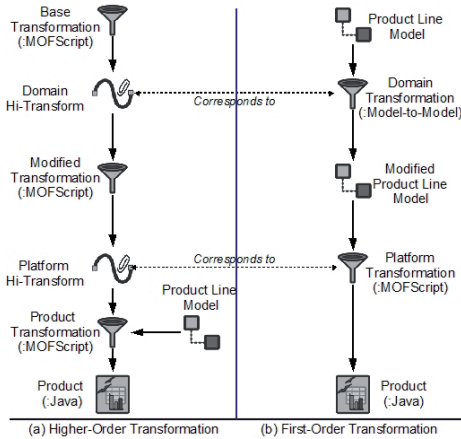 Base
Transformation
(:MOFScript)
Domain
Hi-Transform
Modified
Transformation
(:MOFScript)
Platform
Hi-Transform
Product
Transformation
(:MOFScript)
Product Line
Model
Product
(:Java)
(a) Higher-Order Transformation
Corresponds to
Corresponds to
Product Line
Model
Domain
Transformation
(:Model-to-Model)
Modified
Product Line
Model
Platform
Transformation
(:MOFScript)
Product
(:Java)
(b) First-Order Transformation